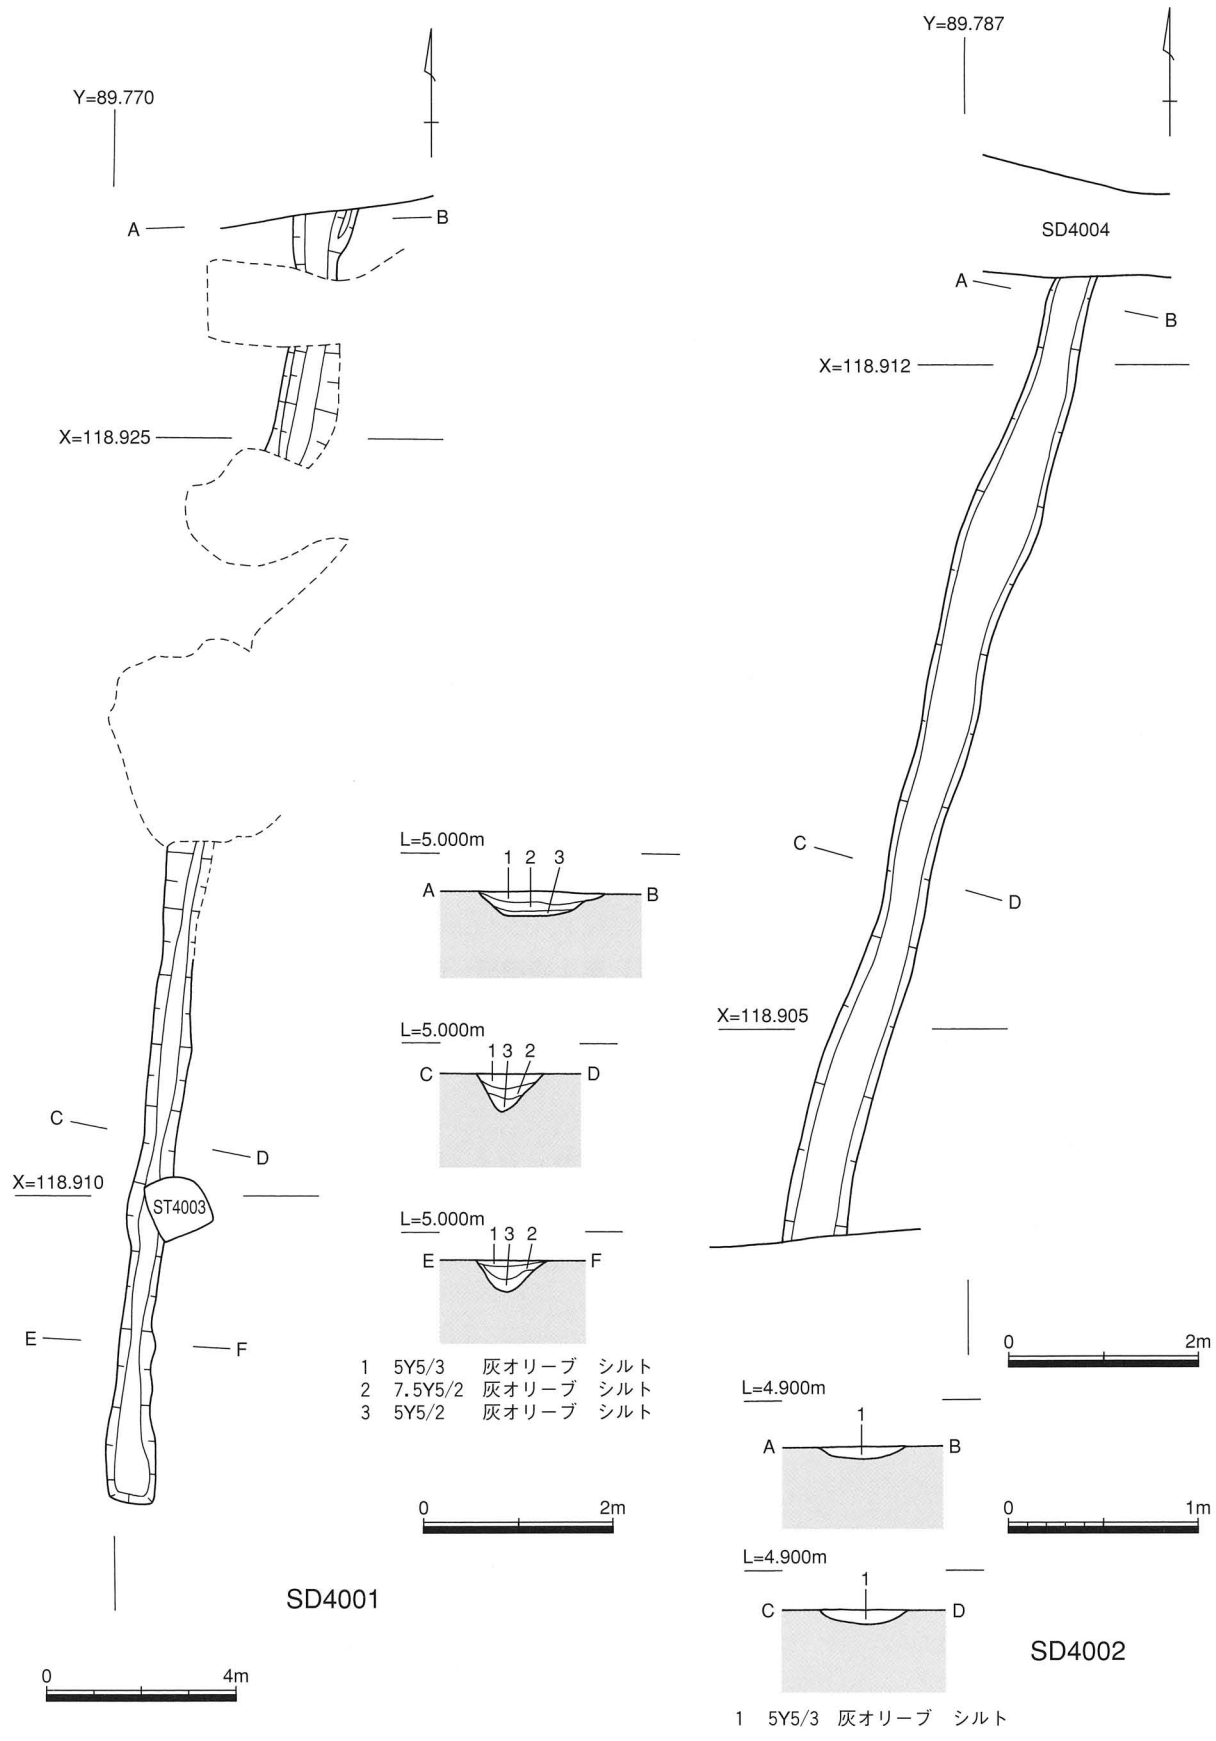 Y=89.770
A
B
X=118.925
C
D
X=118.910
ST4003
E
F
SD4001
0 4m
L=5.000m
1 2 3
A B
L=5.000m
1 3 2
C D
L=5.000m
1 3 2
E F
1 5Y5/3 灰オリーブ シルト
2 7.5Y5/2 灰オリーブ シルト
3 5Y5/2 灰オリーブ シルト
0 2m
Y=89.787
SD4004
A
B
X=118.912
C
D
X=118.905
0 2m
L=4.900m
1
A B
0 1m
L=4.900m
1
C D
SD4002
1 5Y5/3 灰オリーブ シルト